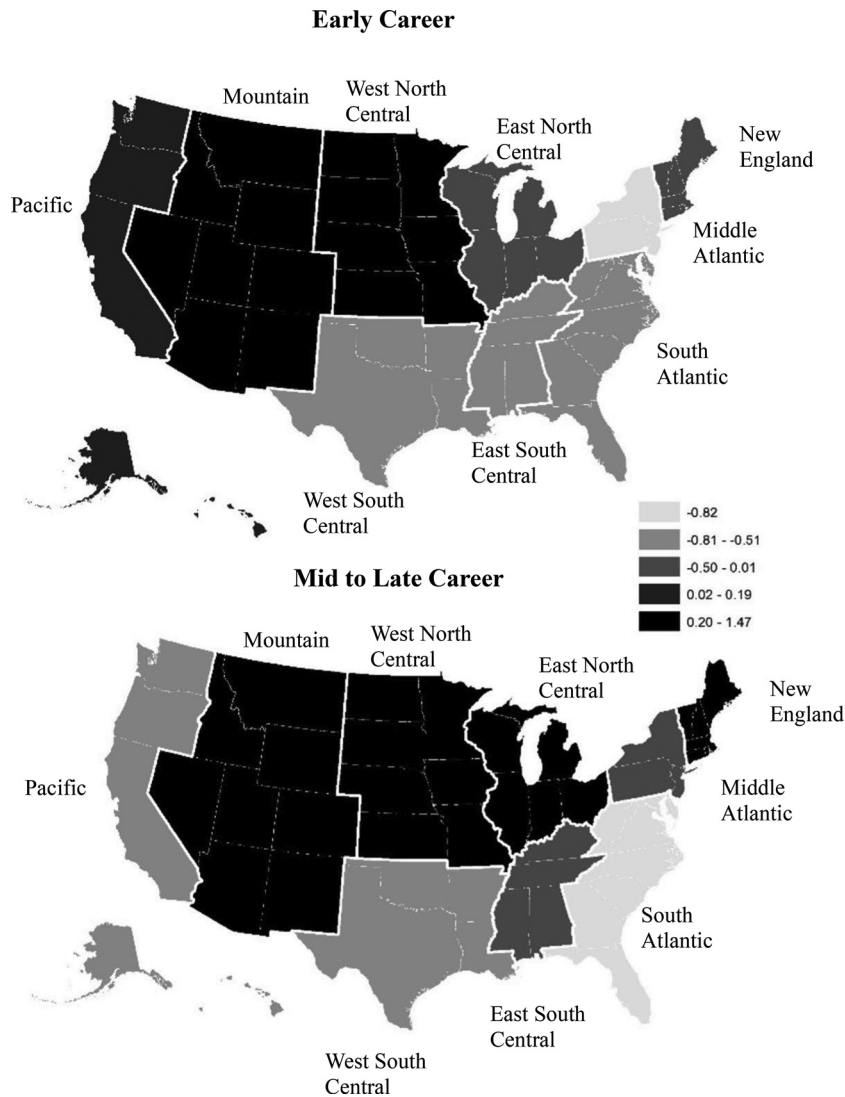 Early Career
Mountain
West North
Central
East North
Central
New
England
Pacific
Middle
Atlantic
South
Atlantic
East South
Central
West South
Central
-0.82
-0.81 - -0.51
-0.50 - 0.01
0.02 - 0.19
0.20 - 1.47
Mid to Late Career
Mountain
West North
Central
East North
Central
New
England
Pacific
Middle
Atlantic
South
Atlantic
East South
Central
West South
Central